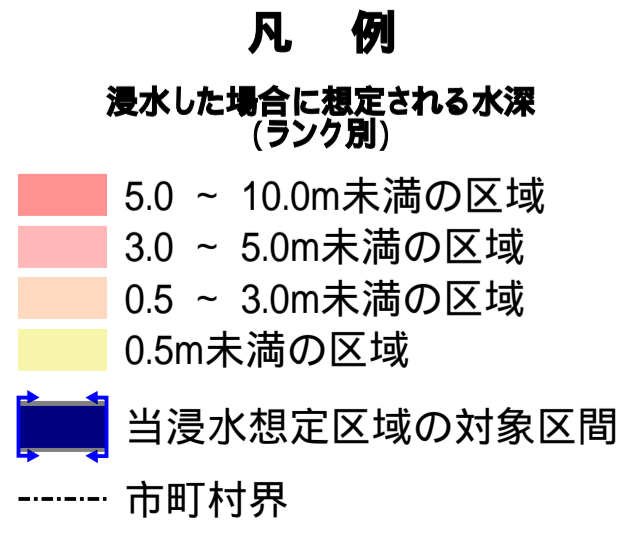 凡 例
浸水した場合に想定される水深
(ランク別)
5.0 ~ 10.0m未満の区域
3.0 ~ 5.0m未満の区域
0.5 ~ 3.0m未満の区域
0.5m未満の区域
当浸水想定区域の対象区間
市町村界